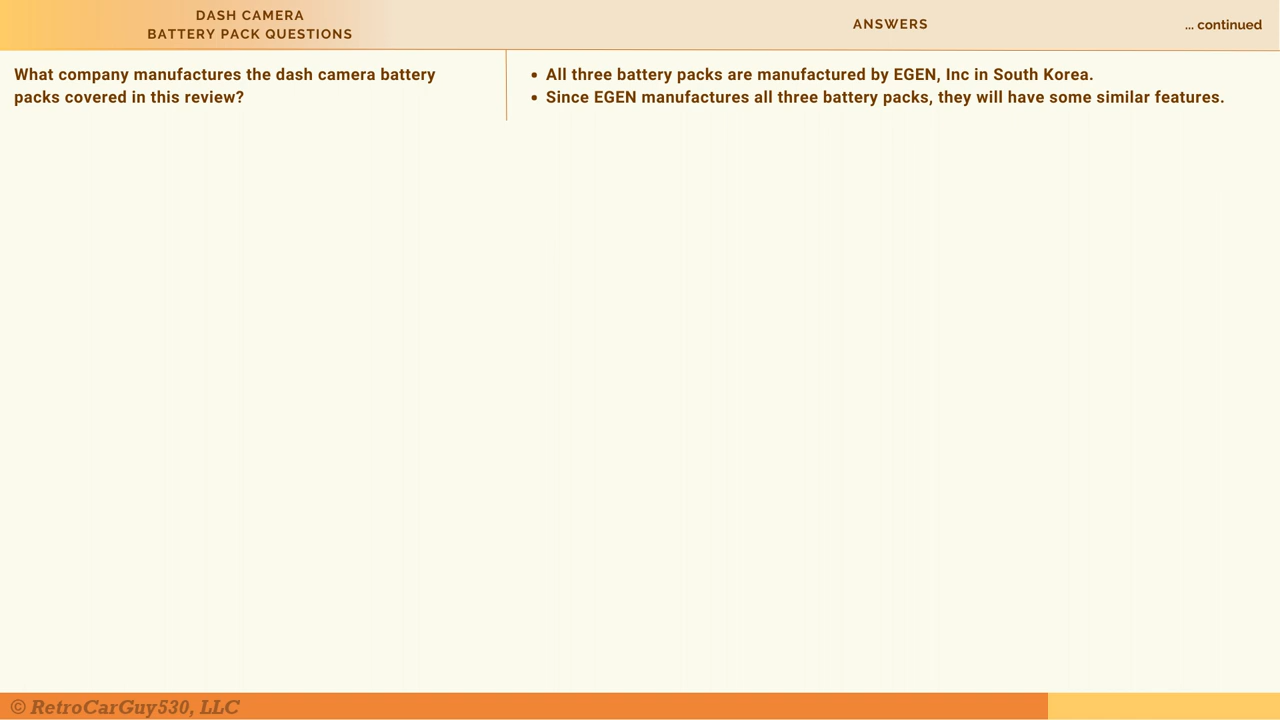 DASH CAMERA
BATTERY PACK QUESTIONS
ANSWERS
... continued
What company manufactures the dash camera battery
packs covered in this review?
• All three battery packs are manufactured by EGEN, Inc in South Korea.
• Since EGEN manufactures all three battery packs, they will have some similar features.
© RetroCarGuy530, LLC